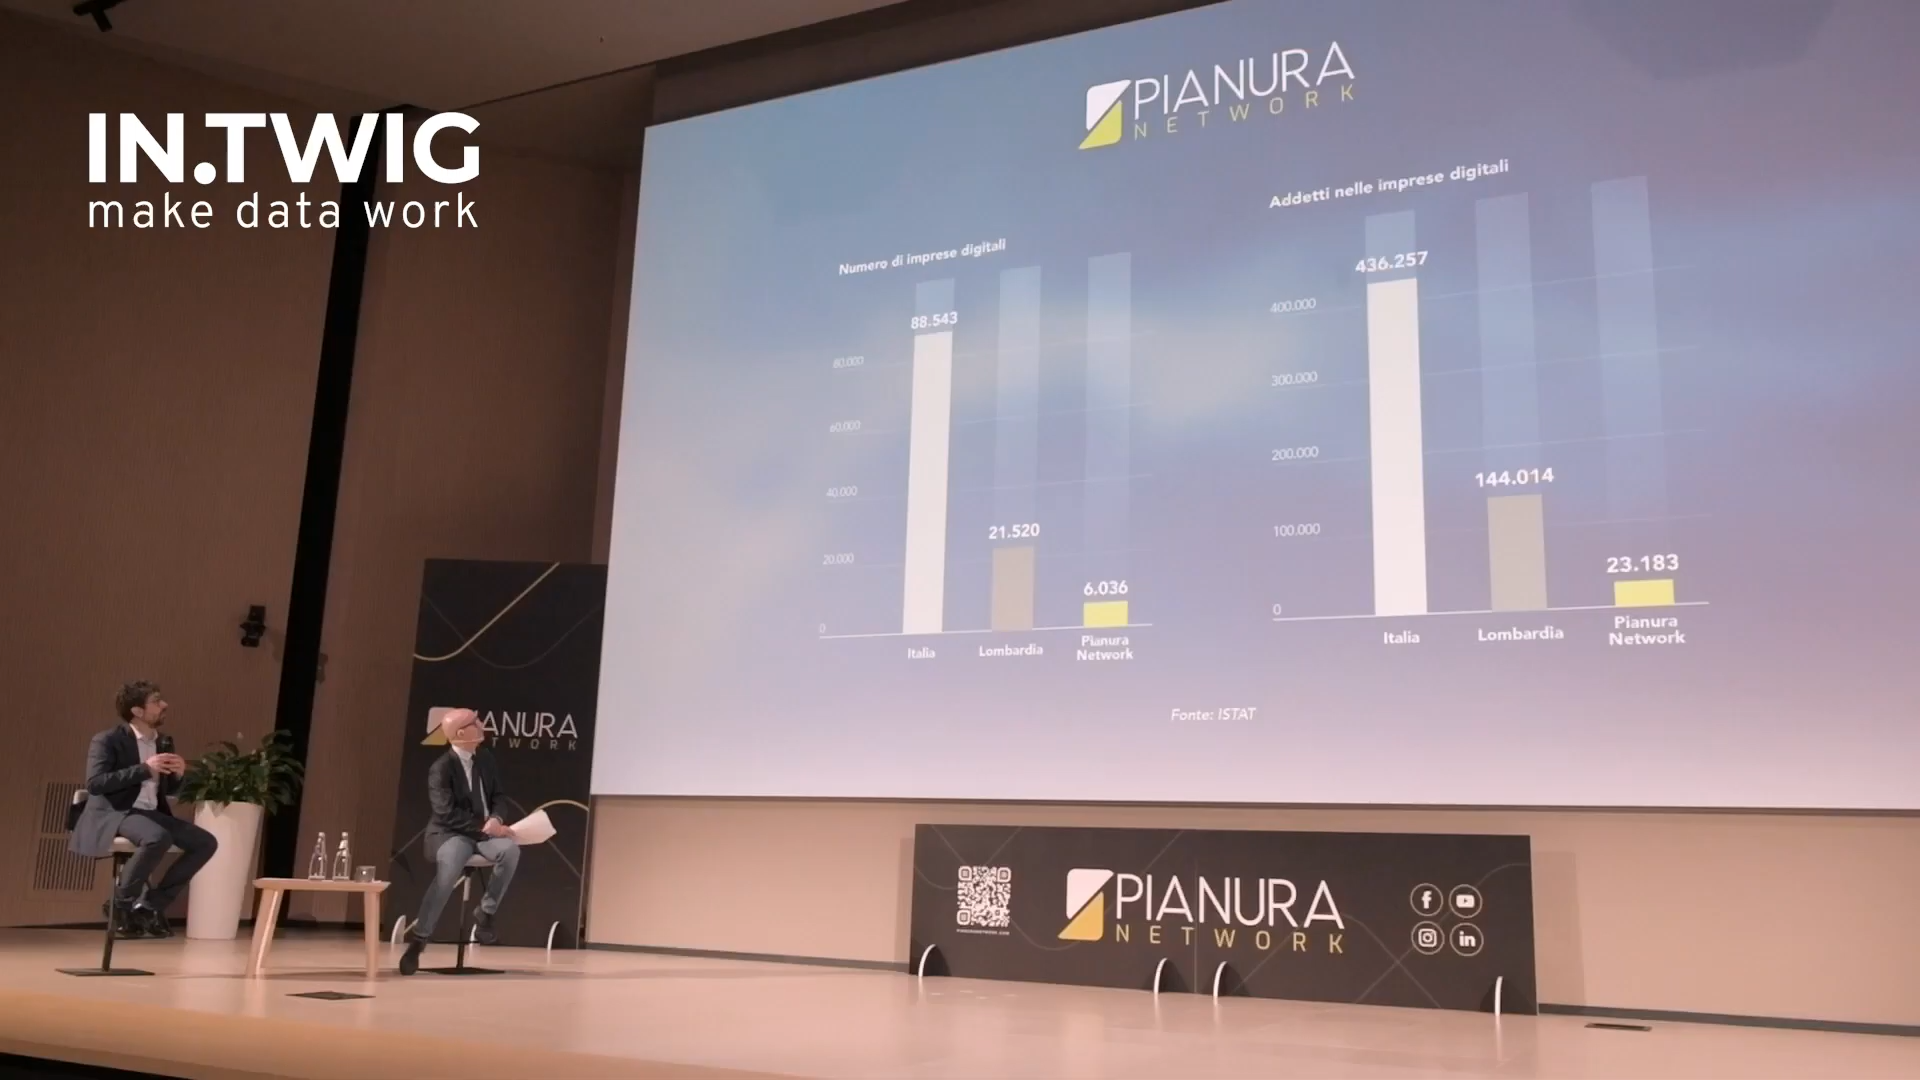 IN.TWIG
make data work
PIANURA
NETWORK
Numero di imprese digitali
88.543
80.000
60.000
40.000
21.520
20.000
6.036
0
Italia
Lombardia
Pianura
Network
Addetti nelle imprese digitali
436.257
400.000
300.000
200.000
144.014
100.000
23.183
0
Italia
Lombardia
Pianura
Network
Fonte: ISTAT
ANURA
TWORK
PIANURA
NETWORK